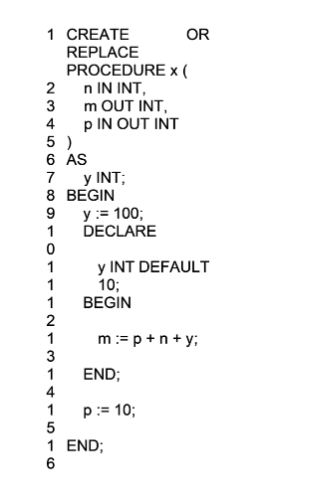 1 CREATE OR
REPLACE
PROCEDURE x (
2 n IN INT,
3 m OUT INT,
4 p IN OUT INT
5 )
6 AS
7 y INT;
8 BEGIN
9 y := 100;
1 DECLARE
0
1 y INT DEFAULT
1 10;
1 BEGIN
2
1 m := p + n + y;
3
1 END;
4
1 p := 10;
5
1 END;
6